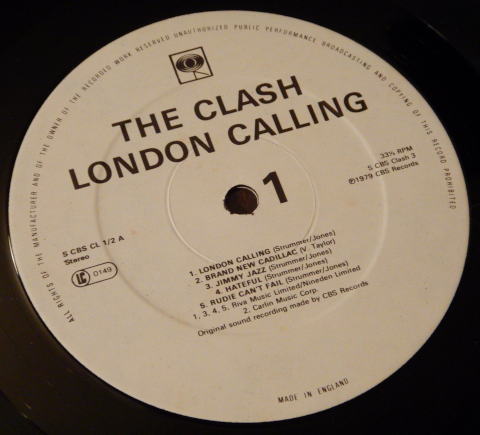 ALL RIGHTS OF THE MANUFACTURER AND OF THE OWNER OF THE RECORDED WORK RESERVED UNAUTHORIZED PUBLIC PERFORMANCE BROADCASTING AND COPYING OF THIS RECORD PROHIBITED
THE CLASH
LONDON CALLING
1
33⅓ RPM
S CBS Clash 3
℗1979 CBS Records
S CBS CL 1/2 A
Stereo
LC 0149
1. LONDON CALLING (Strummer/Jones)
2. BRAND NEW CADILLAC (V. Taylor)
3. JIMMY JAZZ (Strummer/Jones)
4. HATEFUL (Strummer/Jones)
5. RUDIE CAN'T FAIL (Strummer/Jones)
1, 3, 4, 5. Riva Music Limited/Nineden Limited
2. Carlin Music Corp.
Original sound recording made by CBS Records
MADE IN ENGLAND